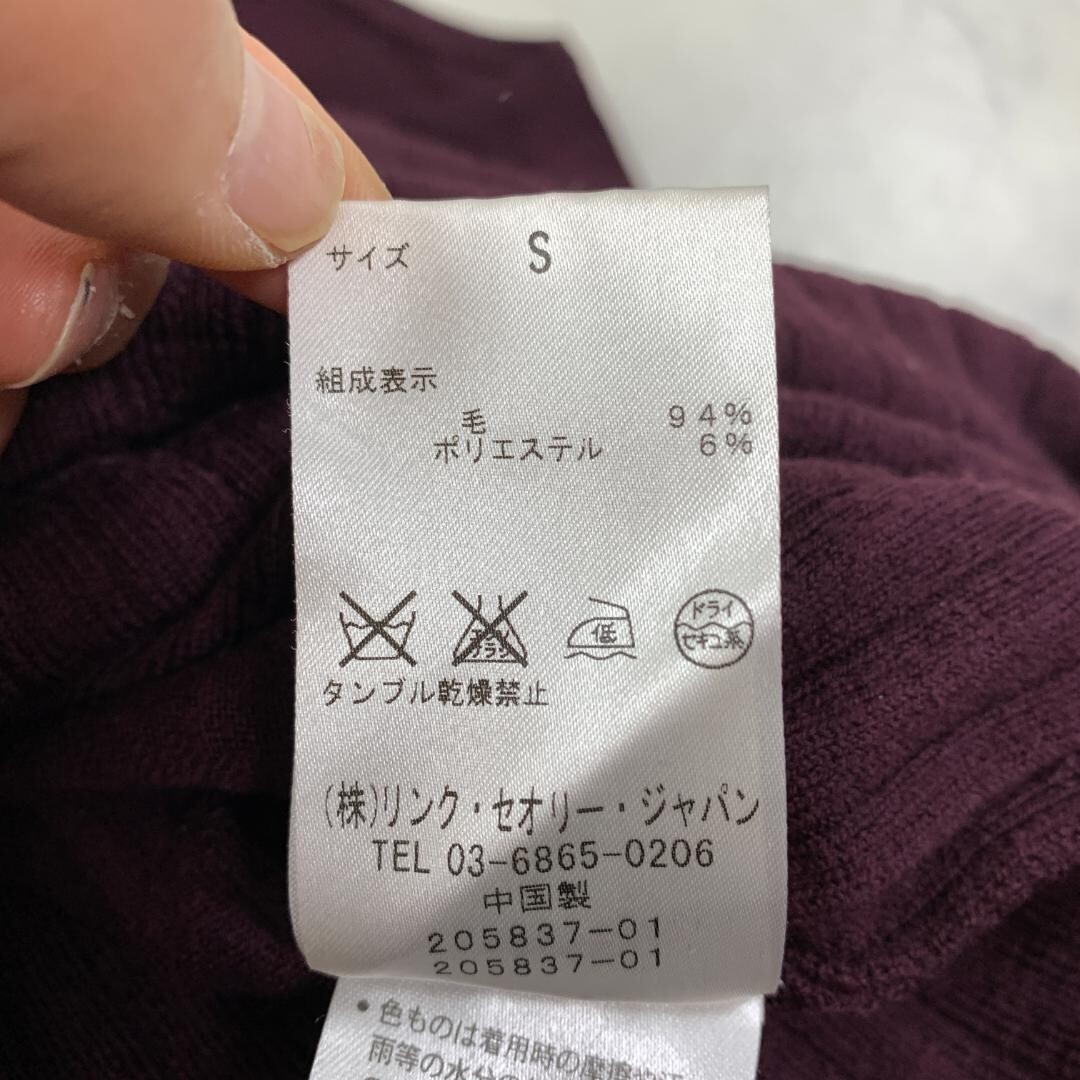 サイズ S
組成表示
毛 94%
ポリエステル 6%
低
ドライ
セキユ系
タンブル乾燥禁止
(株)リンク・セオリー・ジャパン
TEL 03-6865-0206
中国製
205837-01
205837-01
・色ものは着用時の摩擦や
雨等の水分の